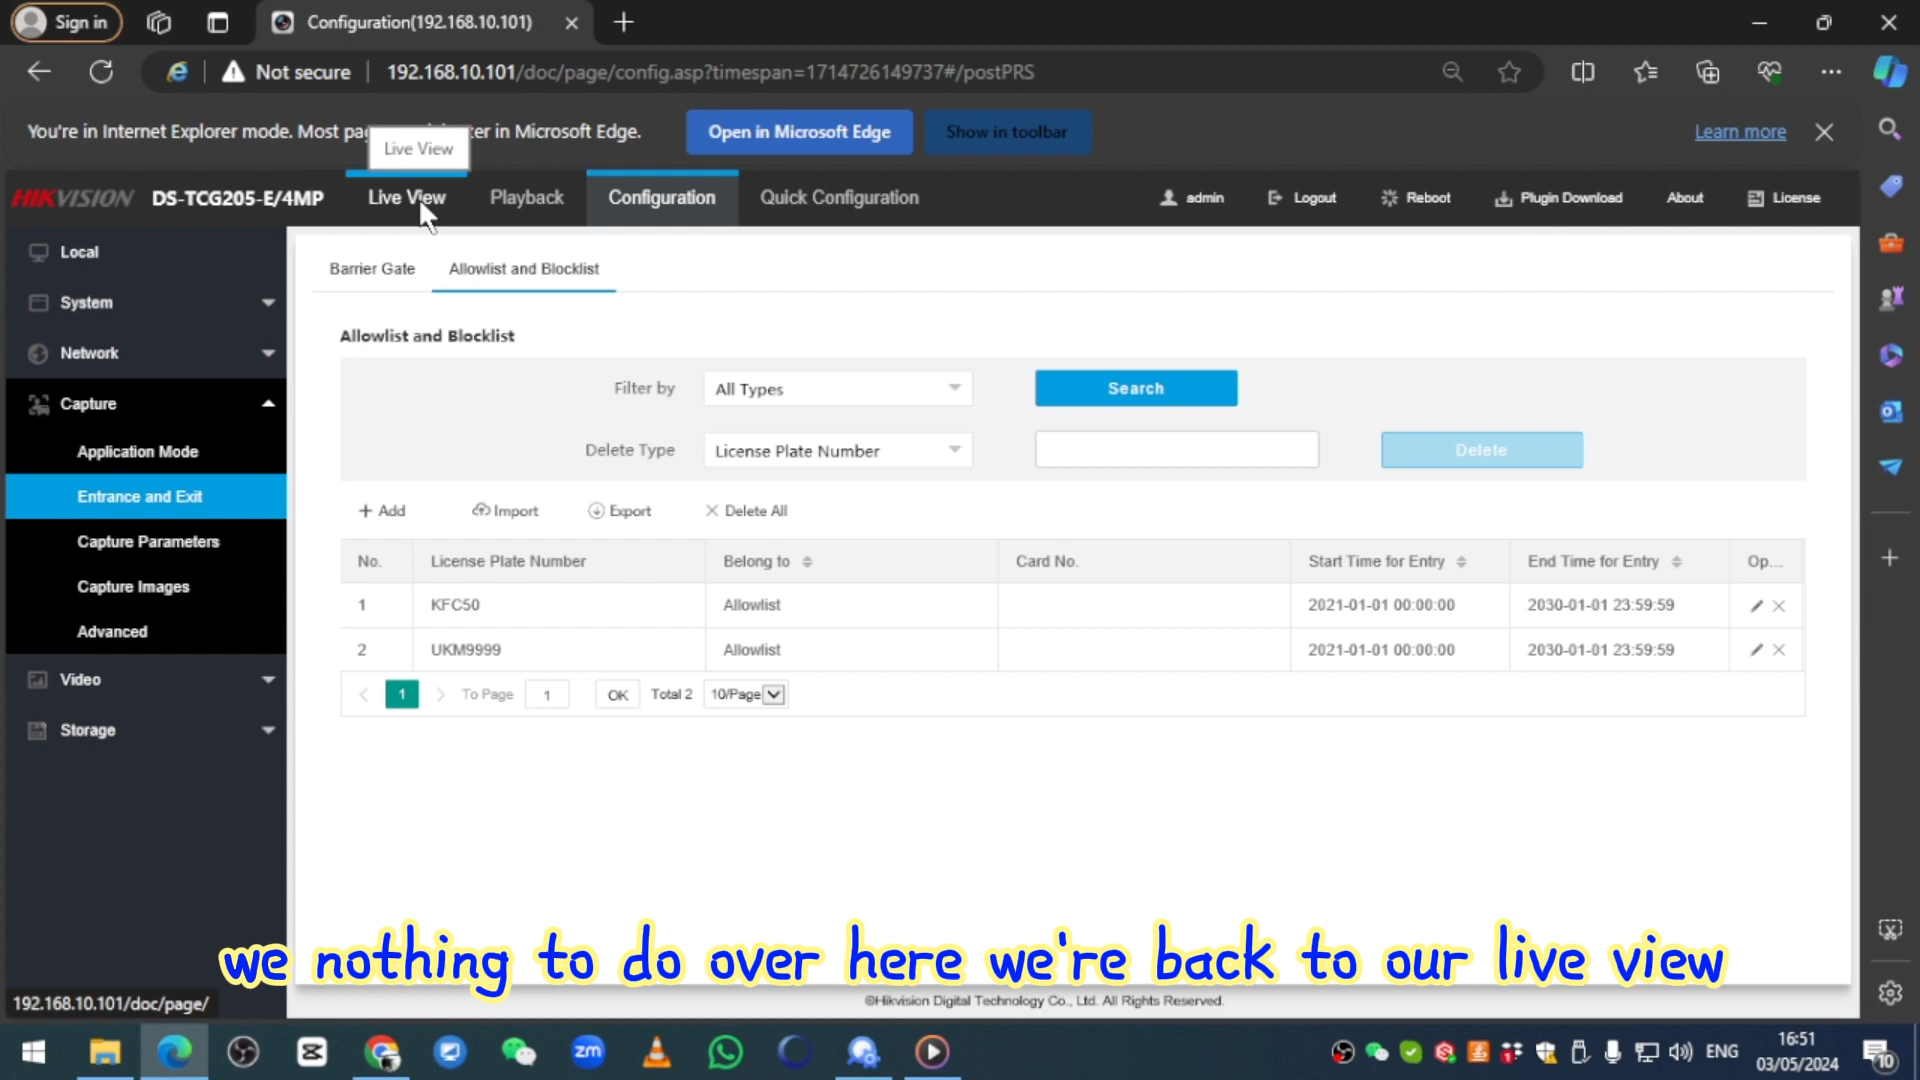 Sign in
Configuration(192.168.10.101)
Not secure
192.168.10.101/doc/page/config.asp?timespan=1714726149737#/postPRS
You're in Internet Explorer mode. Most pag er in Microsoft Edge.
Open in Microsoft Edge
Show in toolbar
Learn more
Live View
HIKVISION
DS-TCG205-E/4MP
Live View
Playback
Configuration
Quick Configuration
admin
Logout
Reboot
Plugin Download
About
License
Local
System
Network
Capture
Application Mode
Entrance and Exit
Capture Parameters
Capture Images
Advanced
Video
Storage
Barrier Gate
Allowlist and Blocklist
Allowlist and Blocklist
Filter by
All Types
Search
Delete Type
License Plate Number
Delete
Add
Import
Export
Delete All
No. License Plate Number Belong to Card No. Start Time for Entry End Time for Entry Op...
1 KFC50 Allowlist 2021-01-01 00:00:00 2030-01-01 23:59:59
2 UKM9999 Allowlist 2021-01-01 00:00:00 2030-01-01 23:59:59
< 1 > To Page 1 OK Total 2 10/Page
we nothing to do over here we're back to our live view
192.168.10.101/doc/page/
©Hikvision Digital Technology Co., Ltd. All Rights Reserved.
zm
ENG
16:51
03/05/2024
10